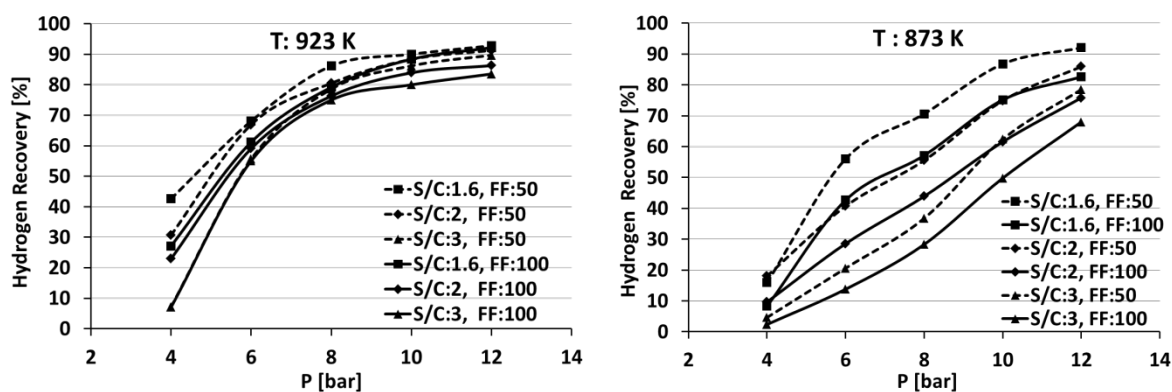 T: 923 K
Hydrogen Recovery [%]
100
90
80
70
60
50
40
30
20
10
0
S/C:1.6, FF:50
S/C:2, FF:50
S/C:3, FF:50
S/C:1.6, FF:100
S/C:2, FF:100
S/C:3, FF:100
2 4 6 8 10 12 14
P [bar]
T : 873 K
Hydrogen Recovery [%]
100
90
80
70
60
50
40
30
20
10
0
S/C:1.6, FF:50
S/C:1.6, FF:100
S/C:2, FF:50
S/C:2, FF:100
S/C:3, FF:50
S/C:3, FF:100
2 4 6 8 10 12 14
P [bar]